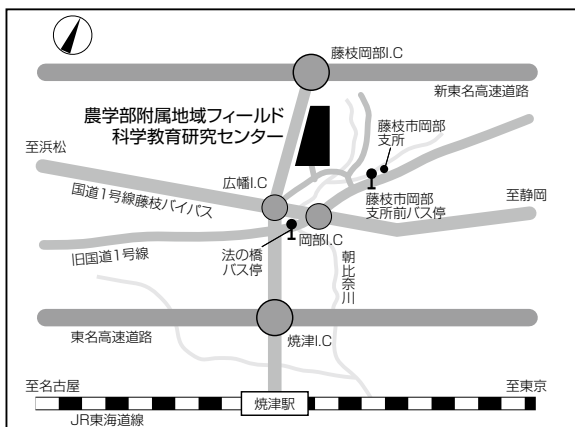 藤枝岡部I.C
新東名高速道路
農学部附属地域フィールド
科学教育研究センター
藤枝市岡部
支所
至浜松
広幡I.C
国道1号線藤枝バイパス
藤枝市岡部
支所前バス停
至静岡
旧国道1号線
法の橋
バス停
岡部I.C
朝比奈川
東名高速道路
焼津I.C
至名古屋
至東京
焼津駅
JR東海道線